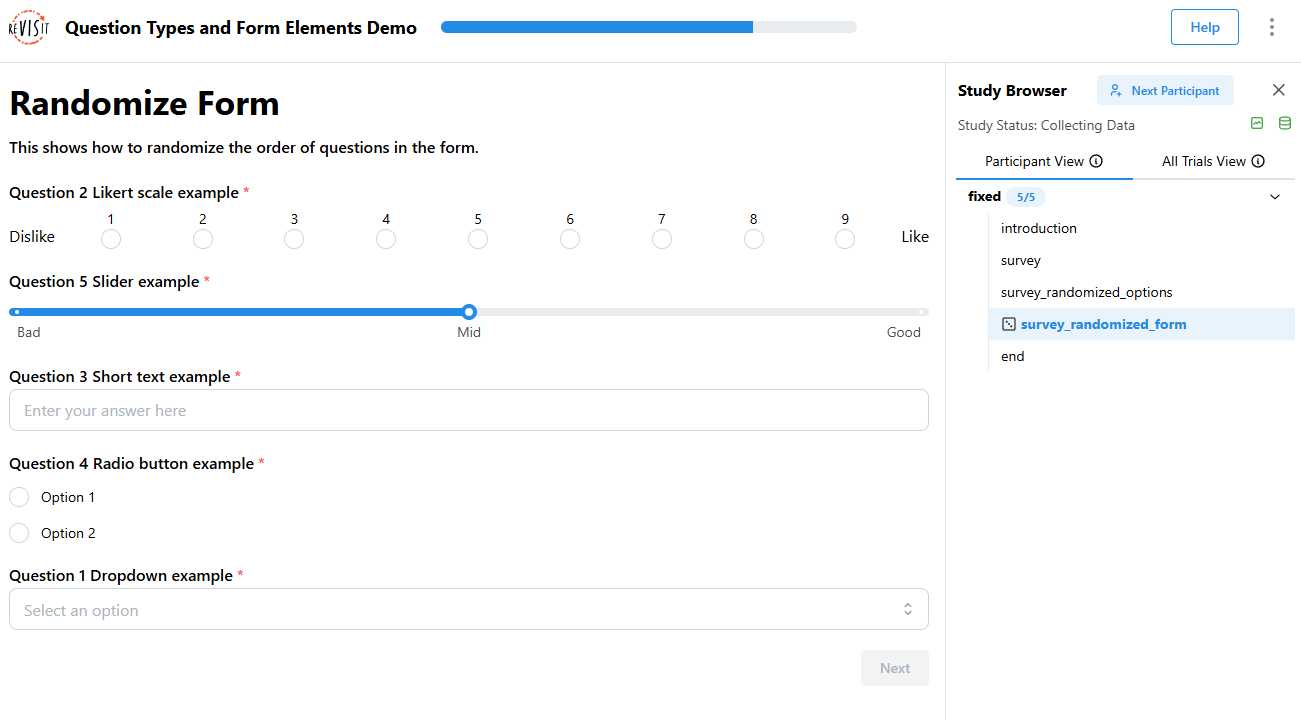 reVISit
Question Types and Form Elements Demo
Help
Randomize Form
This shows how to randomize the order of questions in the form.
Question 2 Likert scale example *
1 2 3 4 5 6 7 8 9
Dislike Like
Question 5 Slider example *
Bad Mid Good
Question 3 Short text example *
Enter your answer here
Question 4 Radio button example *
Option 1
Option 2
Question 1 Dropdown example *
Select an option
Next
Study Browser
Next Participant
Study Status: Collecting Data
Participant View
All Trials View
fixed 5/5
introduction
survey
survey_randomized_options
survey_randomized_form
end